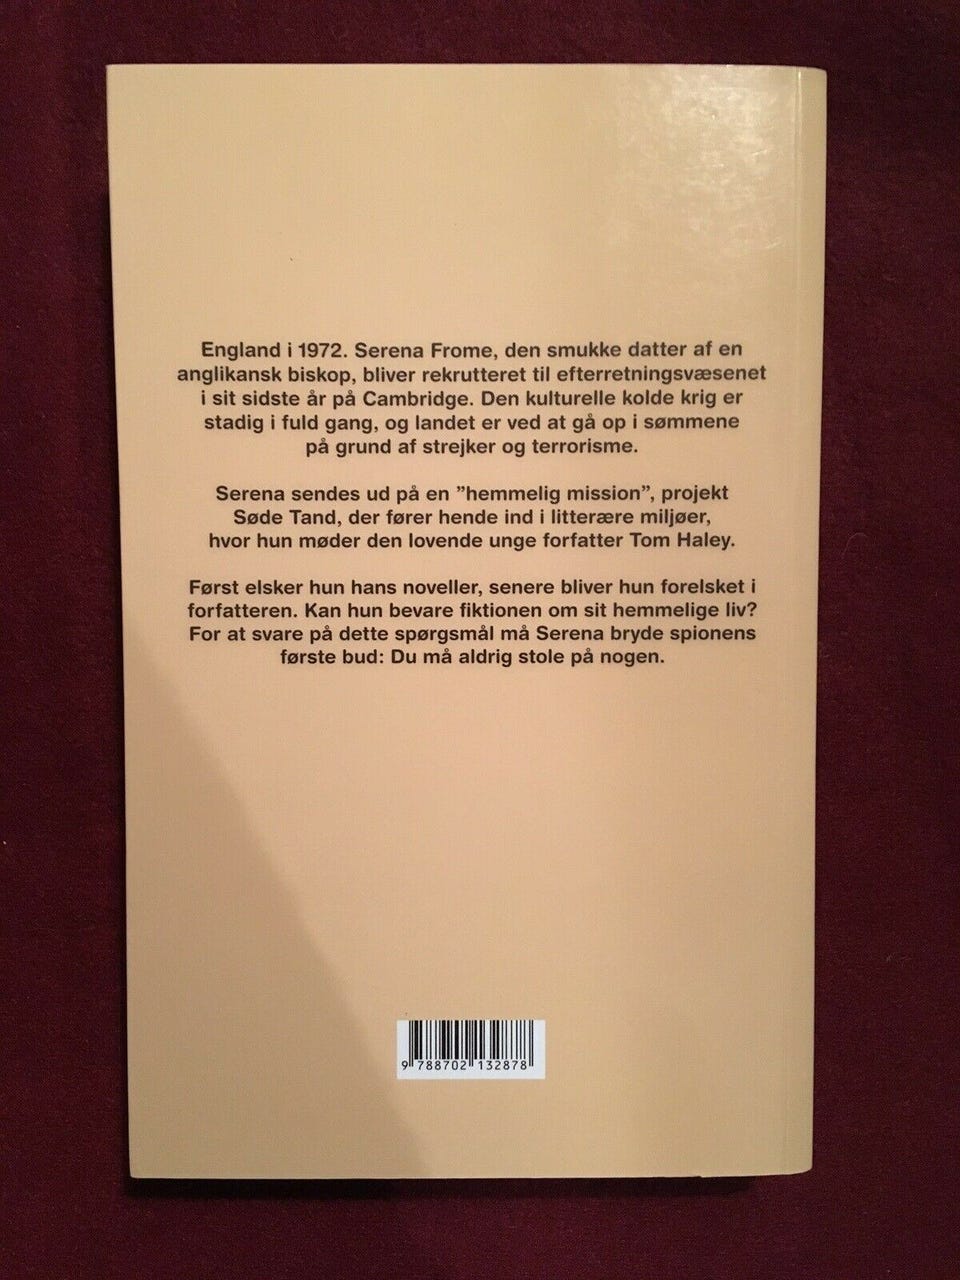 England i 1972. Serena Frome, den smukke datter af en
anglikansk biskop, bliver rekrutteret til efterretningsvæsenet
i sit sidste år på Cambridge. Den kulturelle kolde krig er
stadig i fuld gang, og landet er ved at gå op i sømmene
på grund af strejker og terrorisme.
Serena sendes ud på en ”hemmelig mission”, projekt
Søde Tand, der fører hende ind i litterære miljøer,
hvor hun møder den lovende unge forfatter Tom Haley.
Først elsker hun hans noveller, senere bliver hun forelsket i
forfatteren. Kan hun bevare fiktionen om sit hemmelige liv?
For at svare på dette spørgsmål må Serena bryde spionens
første bud: Du må aldrig stole på nogen.
9 788702 132878